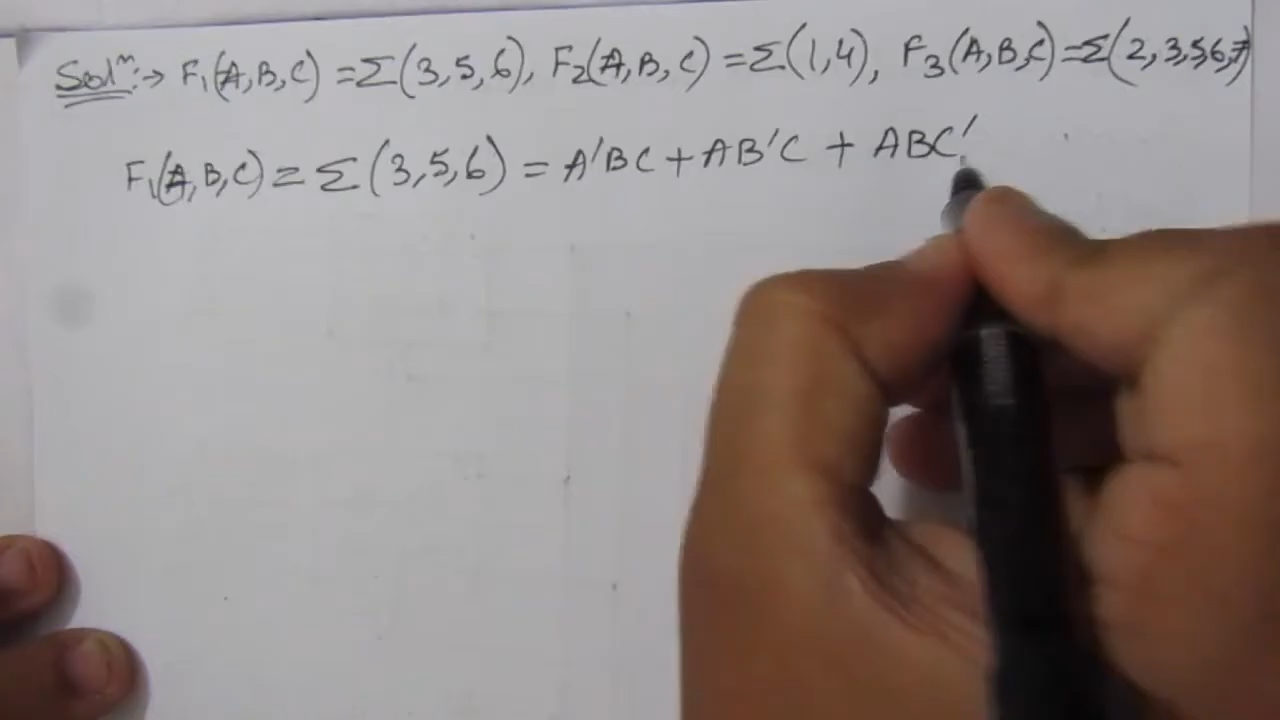 Solⁿ:→ F₁(A,B,C) = Σ(3,5,6), F₂(A,B,C) = Σ(1,4), F₃(A,B,C) = Σ(2,3,5,6,7)
F₁(A,B,C) = Σ(3,5,6) = A'BC + AB'C + ABC'